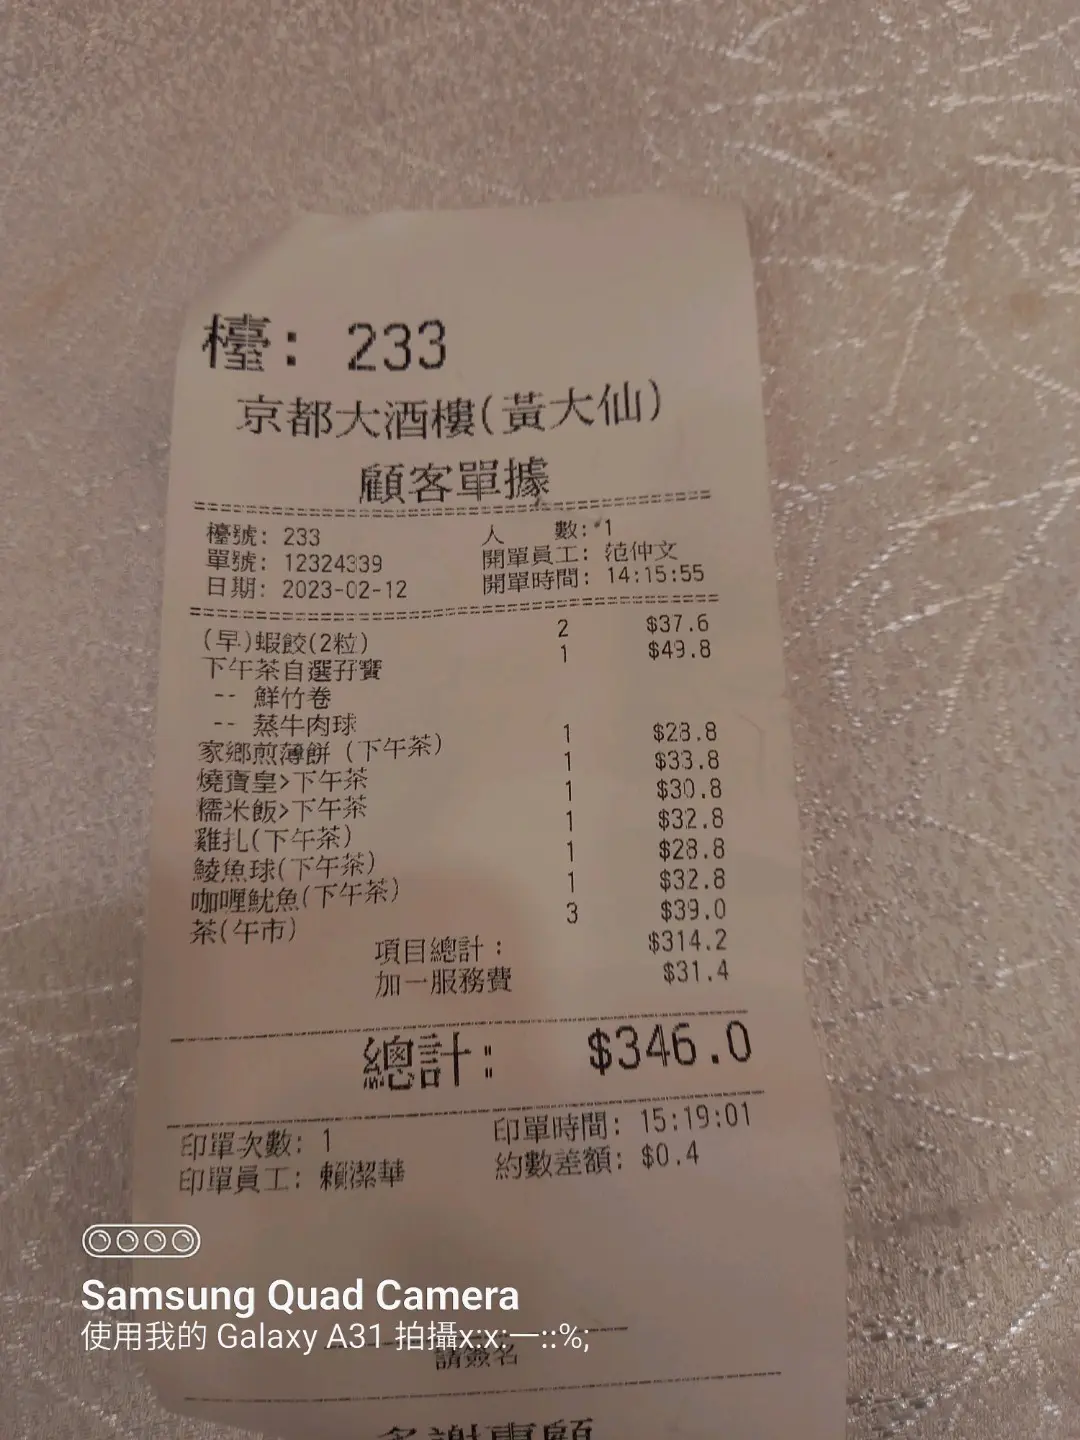 檯: 233
京都大酒樓(黃大仙)
顧客單據
檯號: 233 人 數: 1
單號: 12324339 開單員工: 范仲文
日期: 2023-02-12 開單時間: 14:15:55
(早)蝦餃(2粒) 2 $37.6
下午茶自選孖寶 1 $49.8
-- 鮮竹卷
-- 蒸牛肉球
家鄉煎薄餅 (下午茶) 1 $28.8
燒賣皇>下午茶 1 $33.8
糯米飯>下午茶 1 $30.8
雞扎(下午茶) 1 $32.8
鯪魚球(下午茶) 1 $28.8
咖喱魷魚(下午茶) 1 $32.8
茶(午市) 3 $39.0
項目總計: $314.2
加一服務費 $31.4
總計: $346.0
印單次數: 1 印單時間: 15:19:01
印單員工: 賴潔華 約數差額: $0.4
Samsung Quad Camera
使用我的 Galaxy A31 拍攝x:x:一::%;
請簽名
多謝惠顧